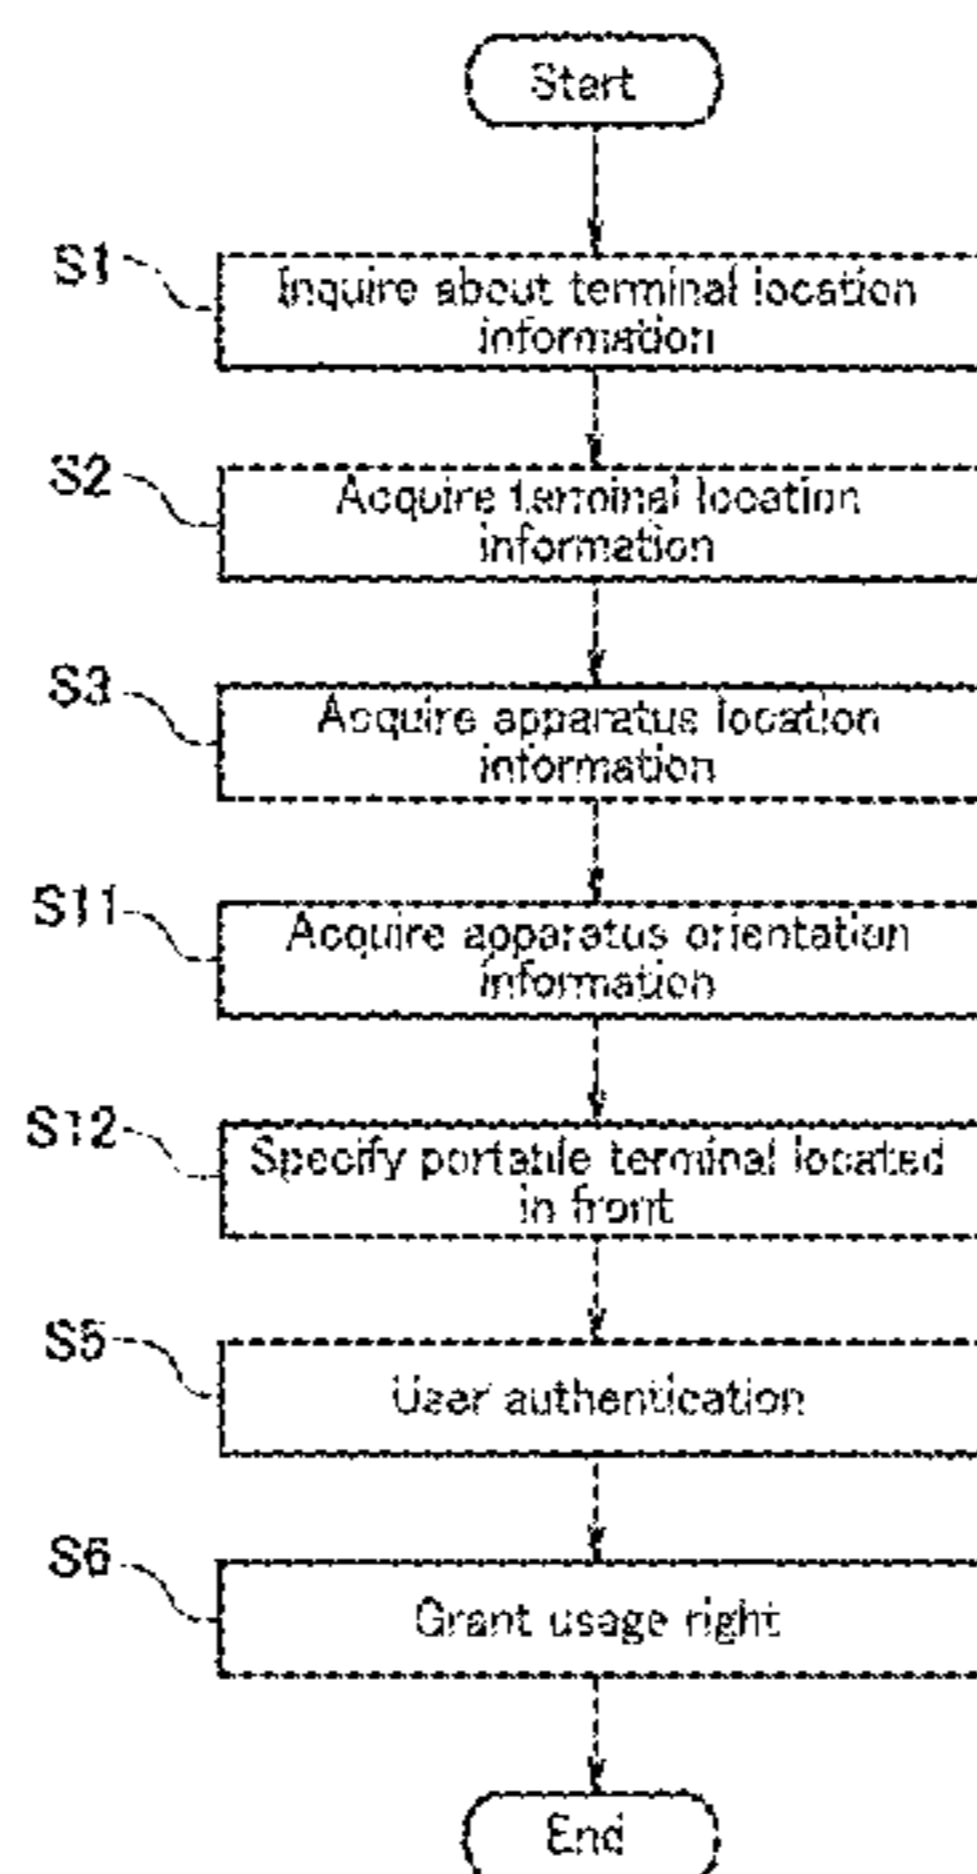 Start
S1
Inquire about terminal location
information
S2
Acquire terminal location
information
S3
Acquire apparatus location
information
S11
Acquire apparatus orientation
information
S12
Specify portable terminal located
in front
S5
User authentication
S6
Grant usage right
End